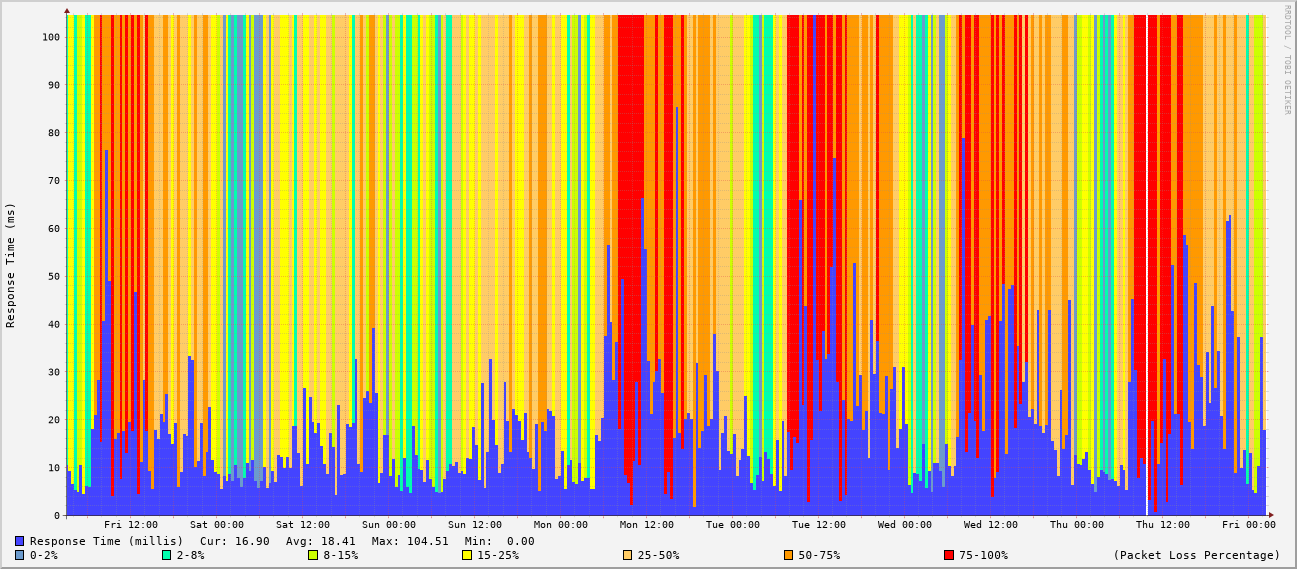 RRDTOOL / TOBI OETIKER
Response Time (ms)
100
90
80
70
60
50
40
30
20
10
0
Fri 12:00 Sat 00:00 Sat 12:00 Sun 00:00 Sun 12:00 Mon 00:00 Mon 12:00 Tue 00:00 Tue 12:00 Wed 00:00 Wed 12:00 Thu 00:00 Thu 12:00 Fri 00:00
Response Time (millis) Cur: 16.90 Avg: 18.41 Max: 104.51 Min: 0.00
0-2% 2-8% 8-15% 15-25% 25-50% 50-75% 75-100% (Packet Loss Percentage)